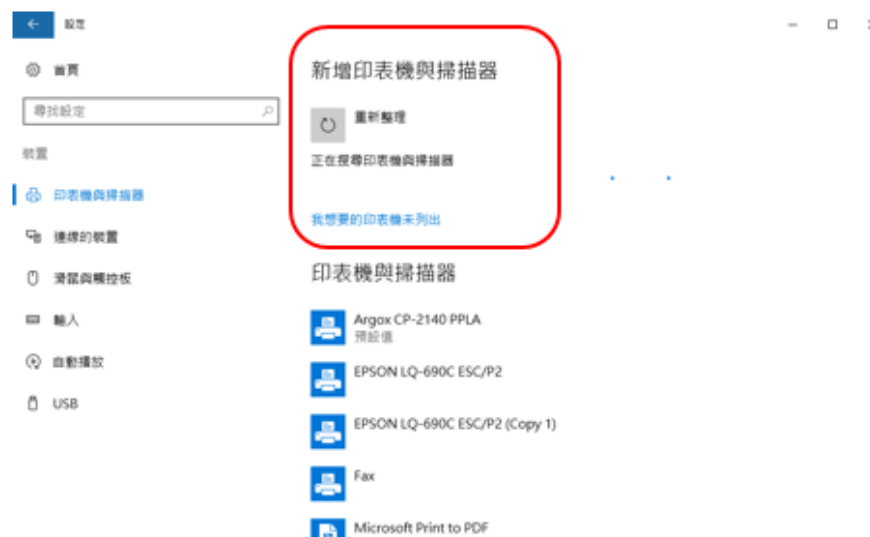 設定
首頁
尋找設定
裝置
印表機與掃描器
連線的裝置
滑鼠與觸控板
輸入
自動播放
USB
新增印表機與掃描器
重新整理
正在搜尋印表機與掃描器
我想要的印表機未列出
印表機與掃描器
Argox CP-2140 PPLA
預設值
EPSON LQ-690C ESC/P2
EPSON LQ-690C ESC/P2 (Copy 1)
Fax
Microsoft Print to PDF